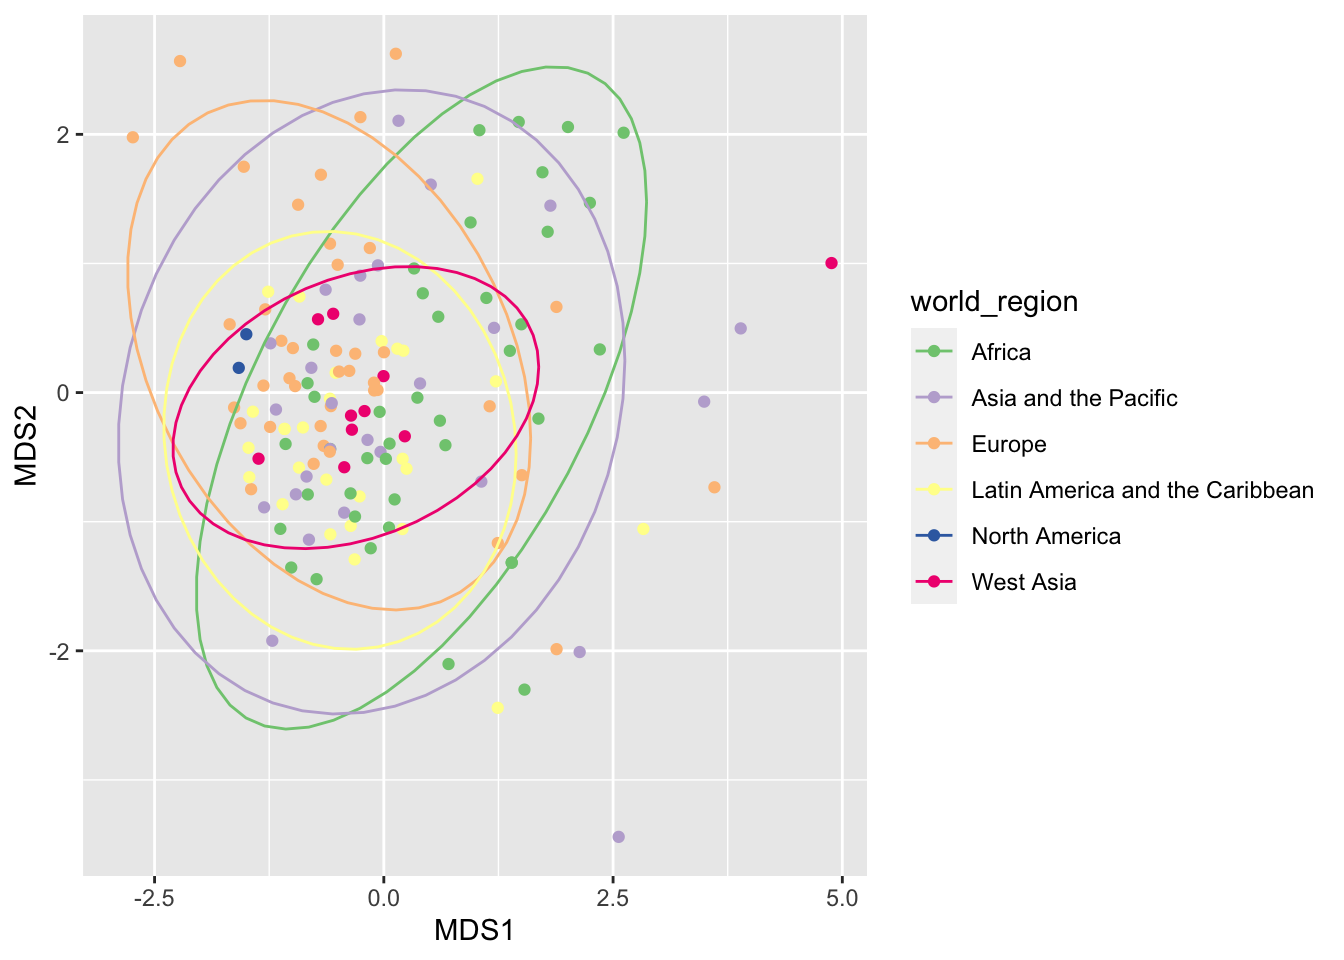 2
0
-2
MDS2
-2.5
0.0
2.5
5.0
MDS1
world_region
Africa
Asia and the Pacific
Europe
Latin America and the Caribbean
North America
West Asia